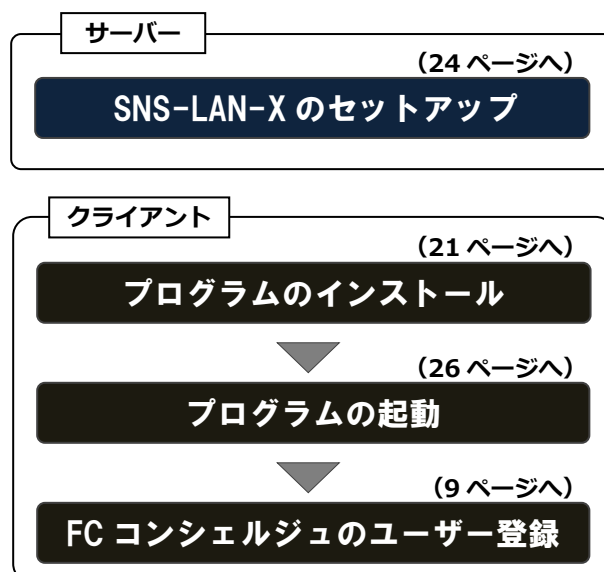 サーバー
（24 ページへ）
SNS-LAN-X のセットアップ
クライアント
（21 ページへ）
プログラムのインストール
（26 ページへ）
プログラムの起動
（9 ページへ）
FC コンシェルジュのユーザー登録